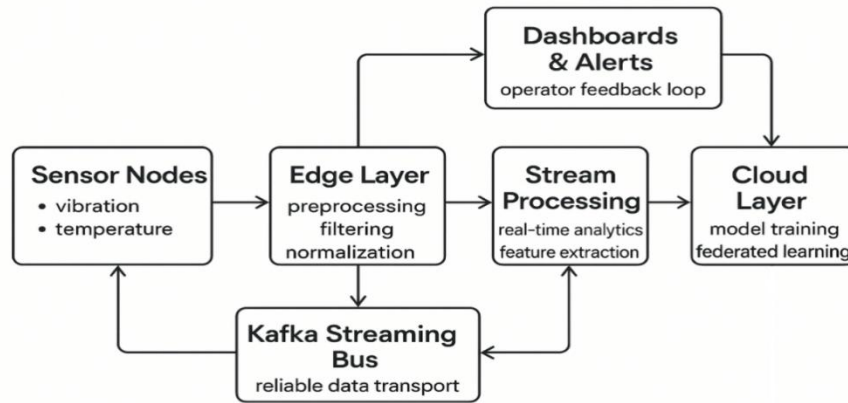 Dashboards
& Alerts
operator feedback loop
Sensor Nodes
• vibration
• temperature
Edge Layer
preprocessing
filtering
normalization
Stream
Processing
real-time analytics
feature extraction
Cloud
Layer
model training
federated learning
Kafka Streaming
Bus
reliable data transport